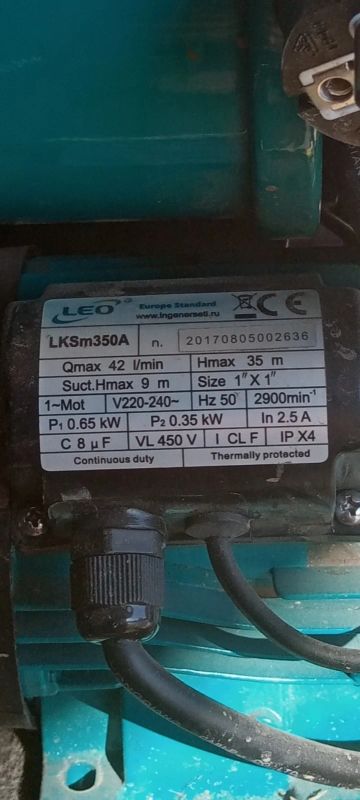 LEO Europe Standard
www.ingenerseti.ru CE
LKSm350A n. 20170805002636
Qmax 42 l/min Hmax 35 m
Suct.Hmax 9 m Size 1"X 1"
1~Mot V220-240~ Hz 50 2900min⁻¹
P₁ 0.65 kW P₂ 0.35 kW In 2.5 A
C 8 µF VL 450 V I CL F IP X4
Continuous duty Thermally protected